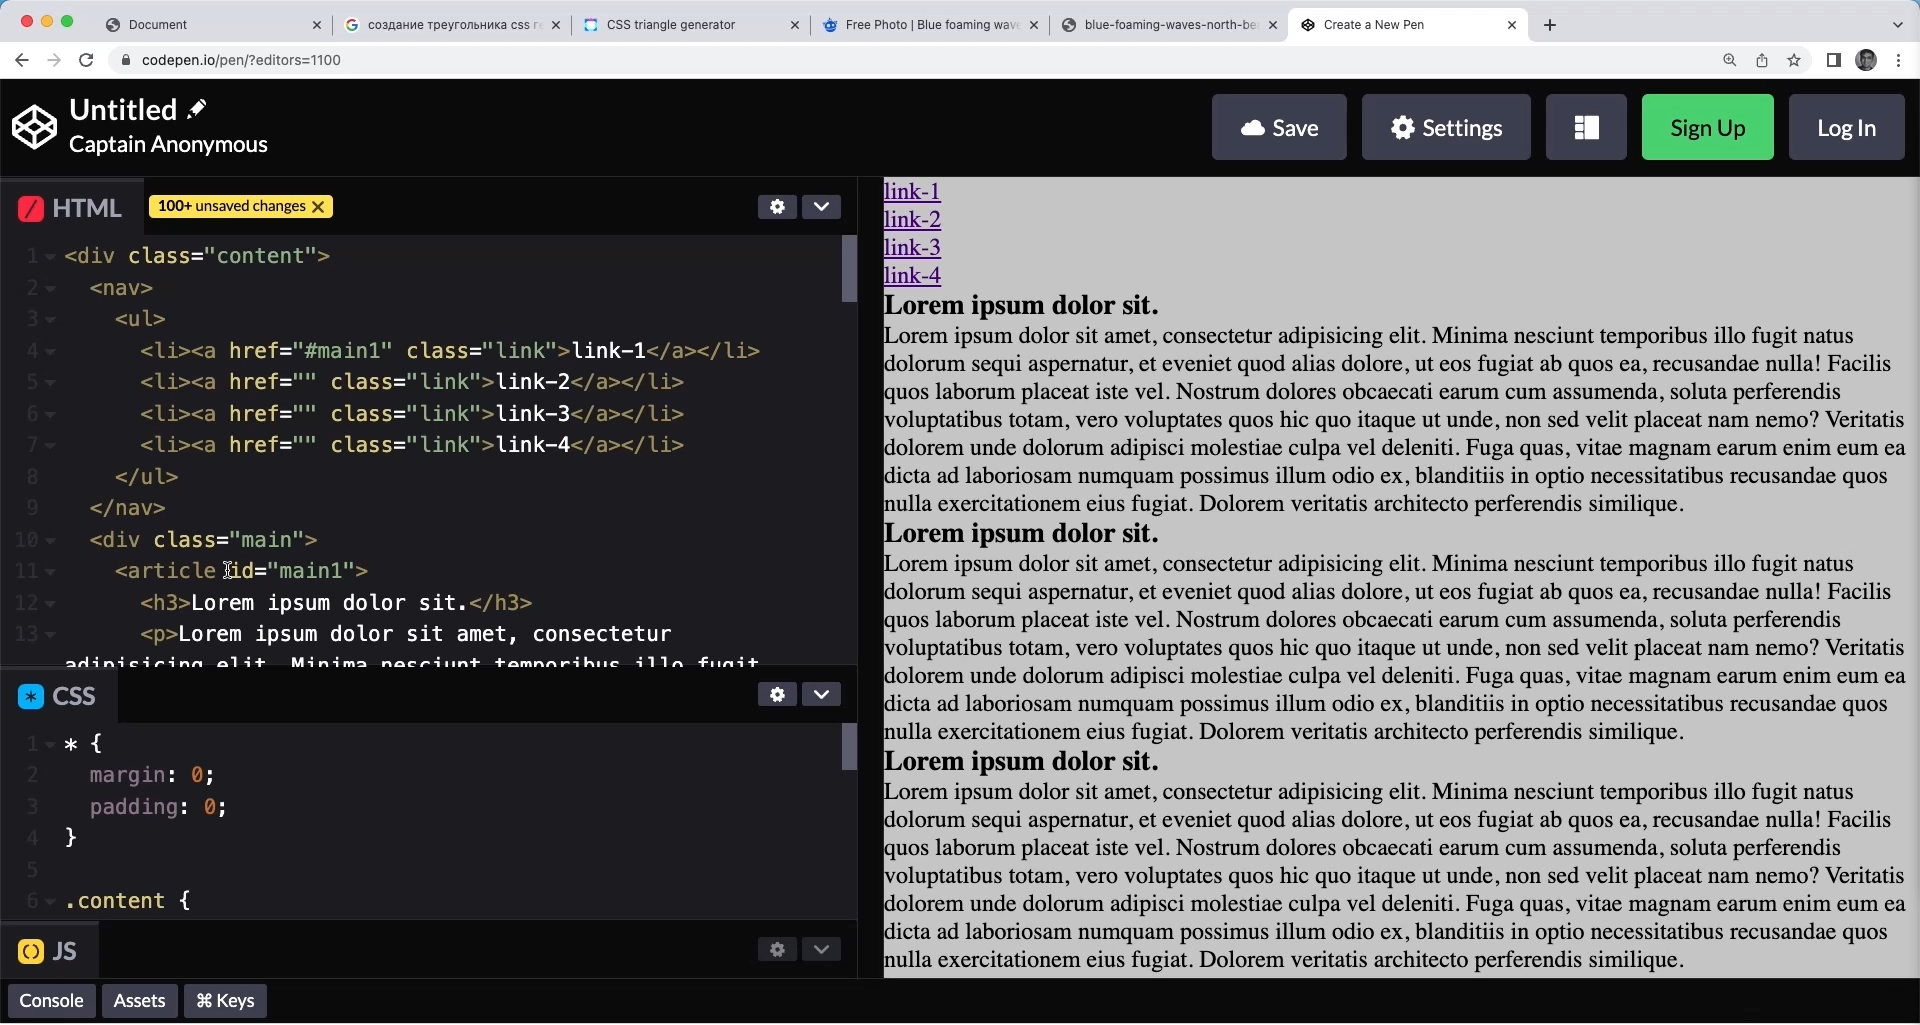 Document
создание треугольника css г
CSS triangle generator
Free Photo | Blue foaming wave
blue-foaming-waves-north-be
Create a New Pen
codepen.io/pen/?editors=1100
Untitled
Captain Anonymous
Save
Settings
Sign Up
Log In
HTML
100+ unsaved changes
1 <div class="content">
2 <nav>
3 <ul>
4 <li><a href="#main1" class="link">link-1</a></li>
5 <li><a href="" class="link">link-2</a></li>
6 <li><a href="" class="link">link-3</a></li>
7 <li><a href="" class="link">link-4</a></li>
8 </ul>
9 </nav>
10 <div class="main">
11 <article id="main1">
12 <h3>Lorem ipsum dolor sit.</h3>
13 <p>Lorem ipsum dolor sit amet, consectetur
adipisicing elit. Minima nesciunt temporibus illo fugit
CSS
1 * {
2 margin: 0;
3 padding: 0;
4 }
5
6 .content {
JS
Console
Assets
⌘ Keys
link-1
link-2
link-3
link-4
Lorem ipsum dolor sit.
Lorem ipsum dolor sit amet, consectetur adipisicing elit. Minima nesciunt temporibus illo fugit natus
dolorum sequi aspernatur, et eveniet quod alias dolore, ut eos fugiat ab quos ea, recusandae nulla! Facilis
quos laborum placeat iste vel. Nostrum dolores obcaecati earum cum assumenda, soluta perferendis
voluptatibus totam, vero voluptates quos hic quo itaque ut unde, non sed velit placeat nam nemo? Veritatis
dolorem unde dolorum adipisci molestiae culpa vel deleniti. Fuga quas, vitae magnam earum enim eum ea
dicta ad laboriosam numquam possimus illum odio ex, blanditiis in optio necessitatibus recusandae quos
nulla exercitationem eius fugiat. Dolorem veritatis architecto perferendis similique.
Lorem ipsum dolor sit.
Lorem ipsum dolor sit amet, consectetur adipisicing elit. Minima nesciunt temporibus illo fugit natus
dolorum sequi aspernatur, et eveniet quod alias dolore, ut eos fugiat ab quos ea, recusandae nulla! Facilis
quos laborum placeat iste vel. Nostrum dolores obcaecati earum cum assumenda, soluta perferendis
voluptatibus totam, vero voluptates quos hic quo itaque ut unde, non sed velit placeat nam nemo? Veritatis
dolorem unde dolorum adipisci molestiae culpa vel deleniti. Fuga quas, vitae magnam earum enim eum ea
dicta ad laboriosam numquam possimus illum odio ex, blanditiis in optio necessitatibus recusandae quos
nulla exercitationem eius fugiat. Dolorem veritatis architecto perferendis similique.
Lorem ipsum dolor sit.
Lorem ipsum dolor sit amet, consectetur adipisicing elit. Minima nesciunt temporibus illo fugit natus
dolorum sequi aspernatur, et eveniet quod alias dolore, ut eos fugiat ab quos ea, recusandae nulla! Facilis
quos laborum placeat iste vel. Nostrum dolores obcaecati earum cum assumenda, soluta perferendis
voluptatibus totam, vero voluptates quos hic quo itaque ut unde, non sed velit placeat nam nemo? Veritatis
dolorem unde dolorum adipisci molestiae culpa vel deleniti. Fuga quas, vitae magnam earum enim eum ea
dicta ad laboriosam numquam possimus illum odio ex, blanditiis in optio necessitatibus recusandae quos
nulla exercitationem eius fugiat. Dolorem veritatis architecto perferendis similique.